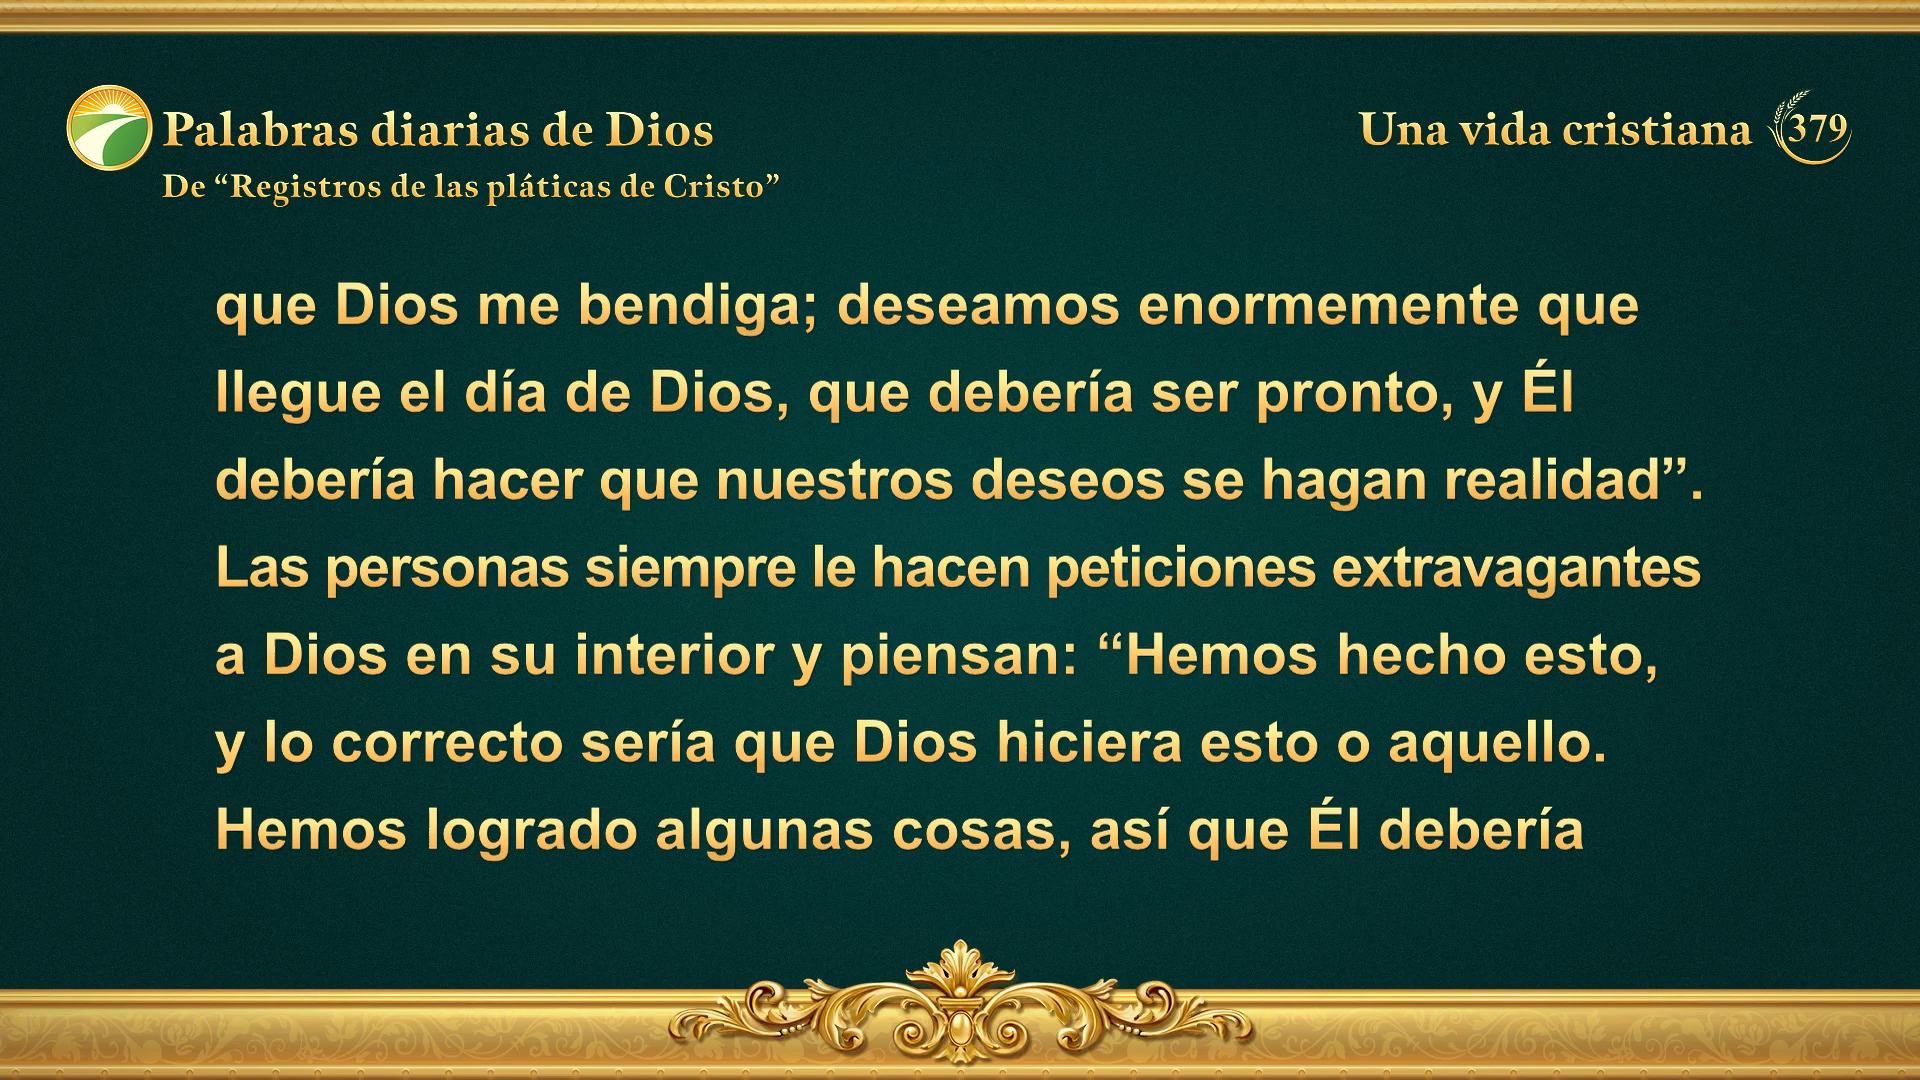 Palabras diarias de Dios
De “Registros de las pláticas de Cristo”
Una vida cristiana 379
que Dios me bendiga; deseamos enormemente que
llegue el día de Dios, que debería ser pronto, y Él
debería hacer que nuestros deseos se hagan realidad”.
Las personas siempre le hacen peticiones extravagantes
a Dios en su interior y piensan: “Hemos hecho esto,
y lo correcto sería que Dios hiciera esto o aquello.
Hemos logrado algunas cosas, así que Él debería